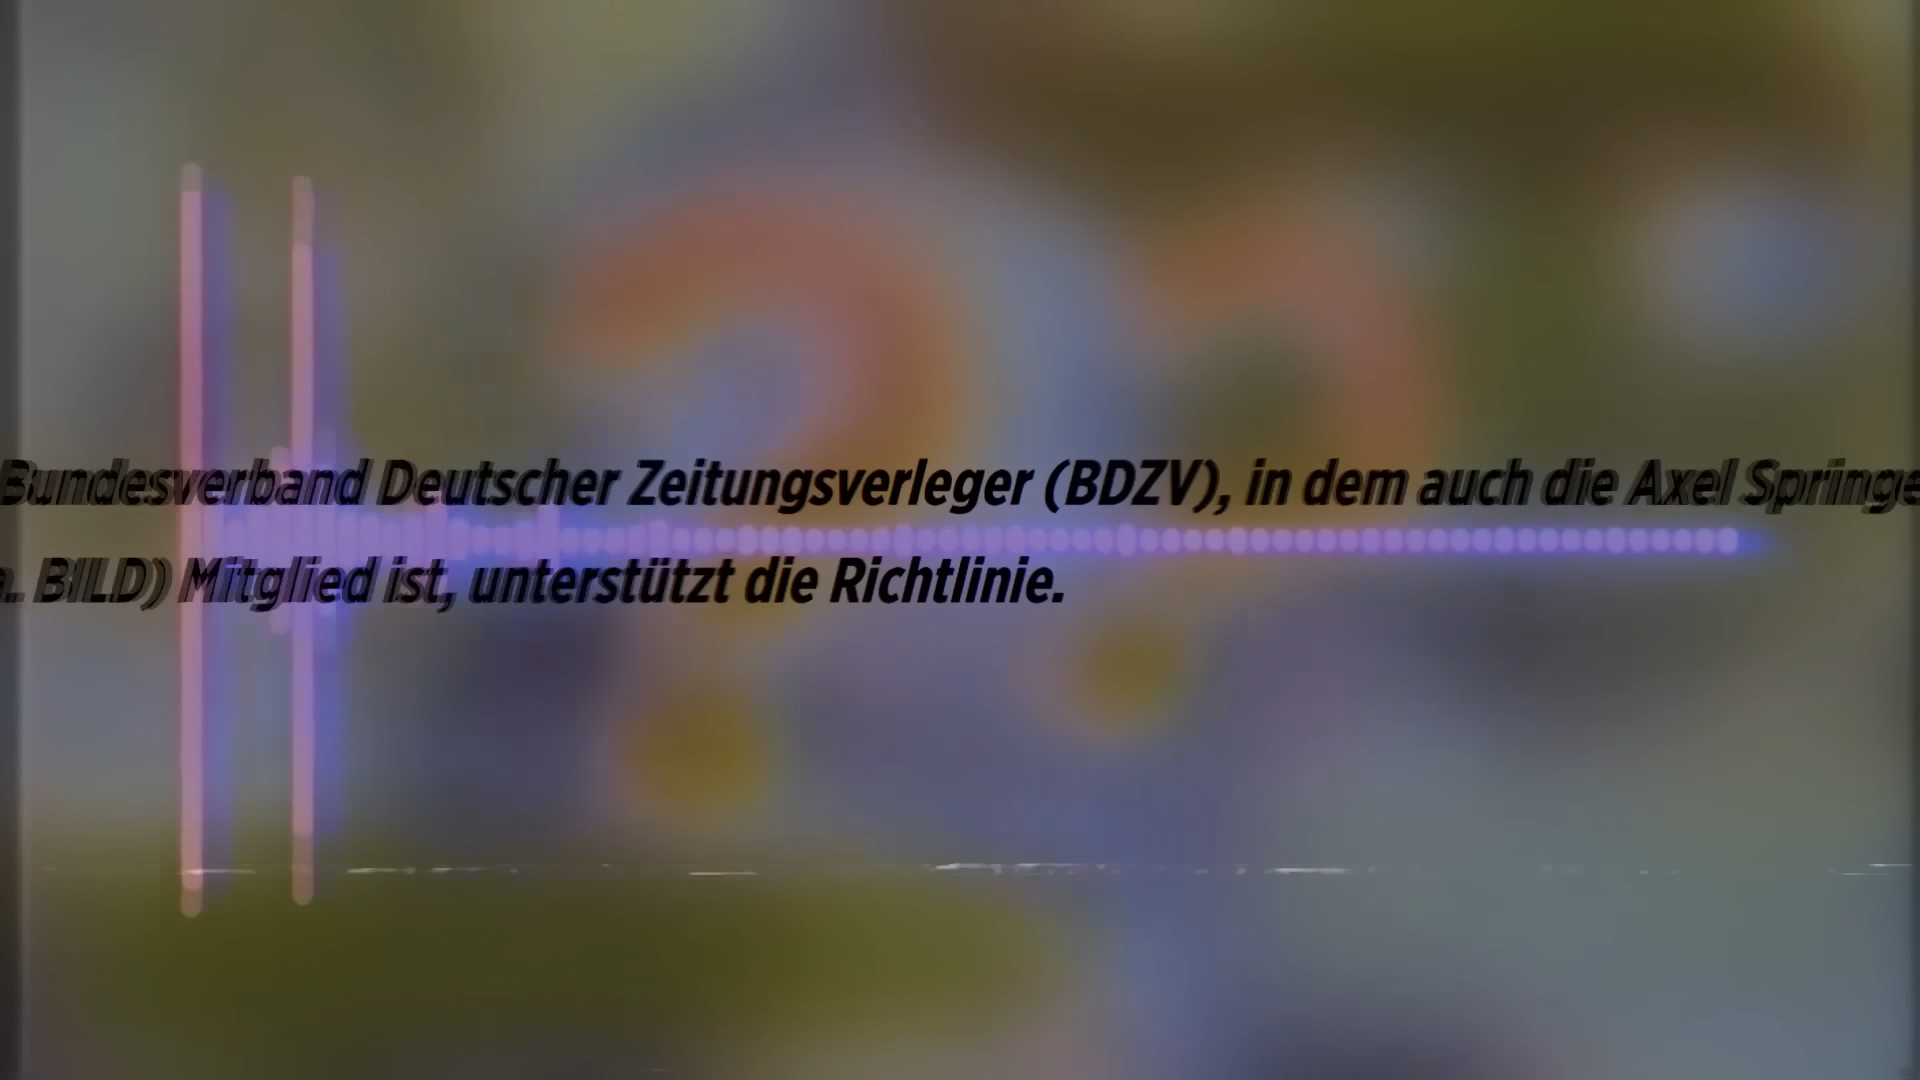 Bundesverband Deutscher Zeitungsverleger (BDZV), in dem auch die Axel Springe
a. BILD) Mitglied ist, unterstützt die Richtlinie.